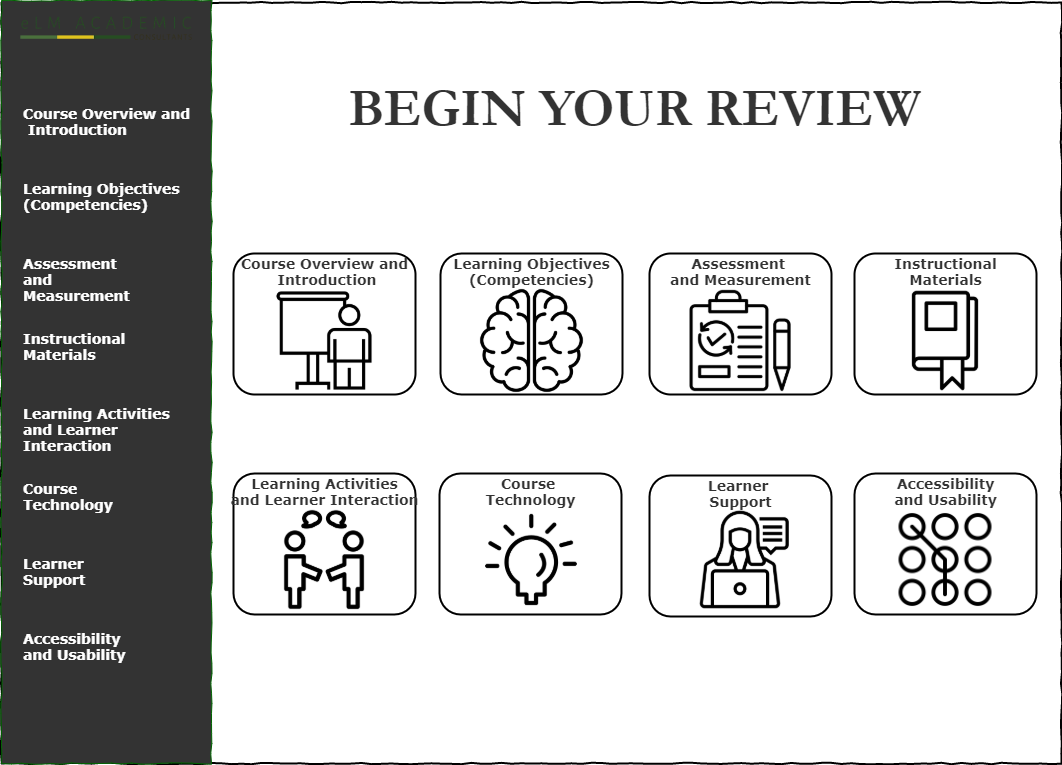 eLM ACADEMIC
Course Overview and
Introduction
Learning Objectives
(Competencies)
Assessment
and
Measurement
Instructional
Materials
Learning Activities
and Learner
Interaction
Course
Technology
Learner
Support
Accessibility
and Usability
BEGIN YOUR REVIEW
Course Overview and
Introduction
Learning Objectives
(Competencies)
Assessment
and Measurement
Instructional
Materials
Learning Activities
and Learner Interaction
Course
Technology
Learner
Support
Accessibility
and Usability